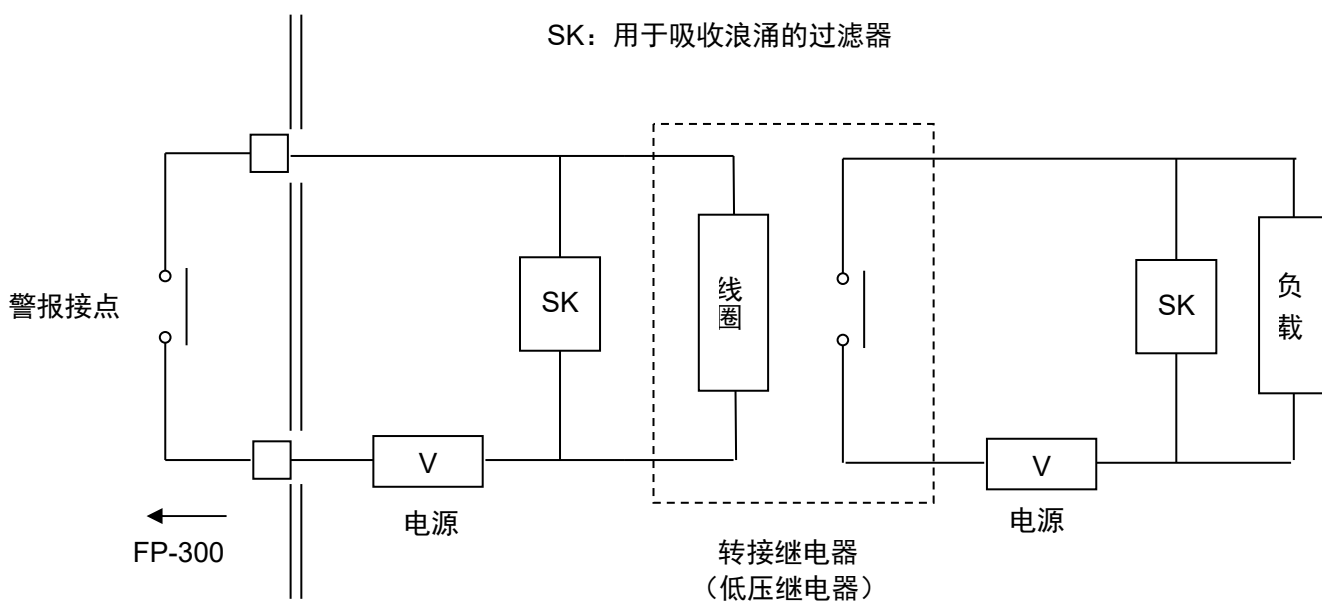 SK：用于吸收浪涌的过滤器
警报接点
SK
线
圈
SK
负
载
V
V
电源
电源
FP-300
转接继电器
（低压继电器）